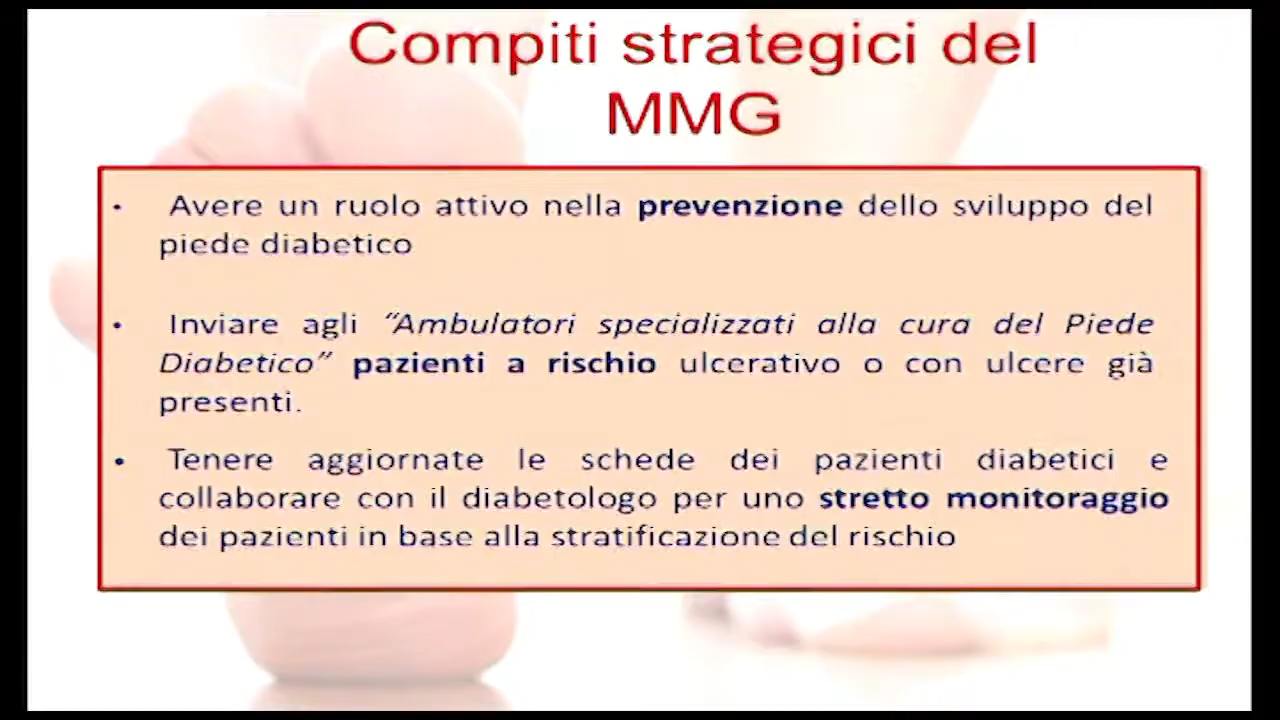 Compiti strategici del
MMG
• Avere un ruolo attivo nella prevenzione dello sviluppo del
piede diabetico
• Inviare agli “Ambulatori specializzati alla cura del Piede
Diabetico” pazienti a rischio ulcerativo o con ulcere già
presenti.
• Tenere aggiornate le schede dei pazienti diabetici e
collaborare con il diabetologo per uno stretto monitoraggio
dei pazienti in base alla stratificazione del rischio